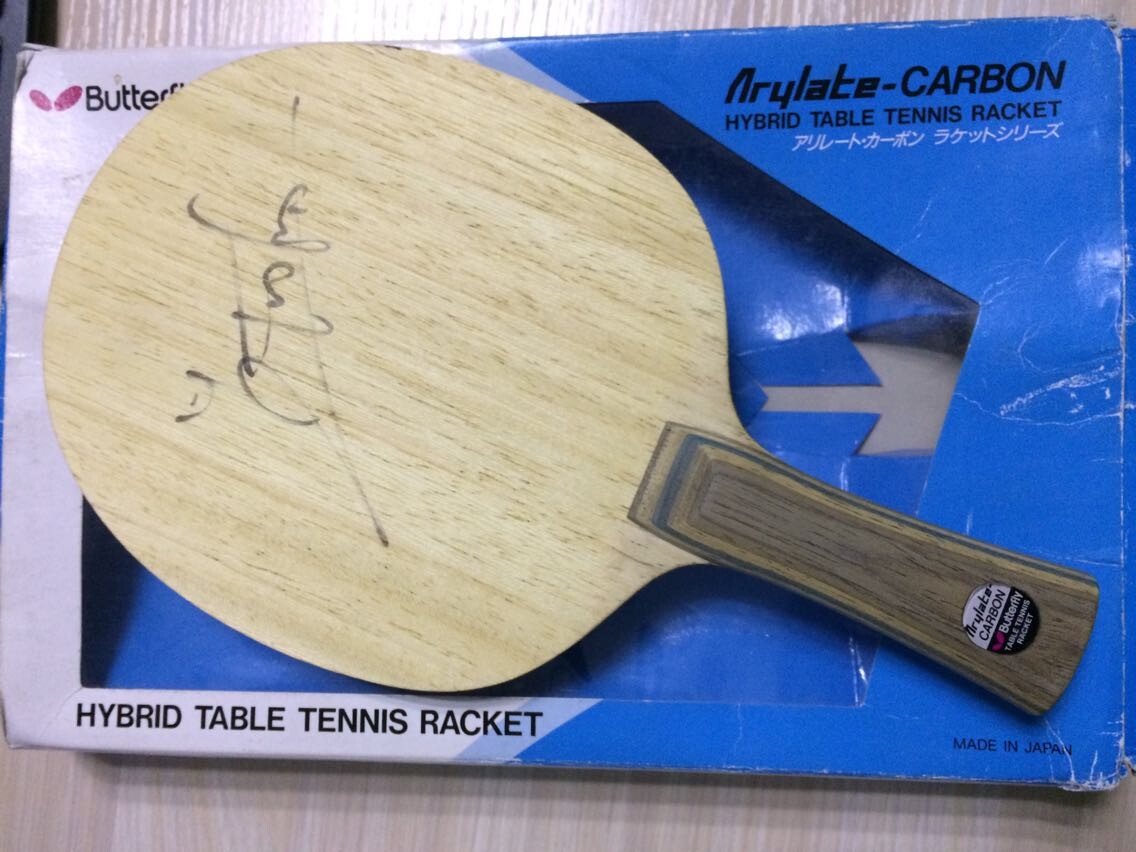 Butterfly
Arylate-CARBON
HYBRID TABLE TENNIS RACKET
アリレート・カーボン ラケットシリーズ
Arylate-
CARBON
Butterfly
TABLE TENNIS
RACKET
HYBRID TABLE TENNIS RACKET
MADE IN JAPAN